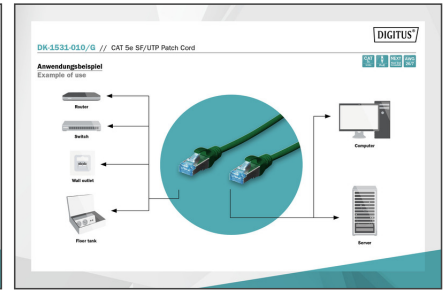 DIGITUS®
DK-1531-010/G // CAT 5e SF/UTP Patch Cord
Anwendungsbeispiel
Example of use
Router
Switch
Wall outlet
Floor tank
Computer
Server